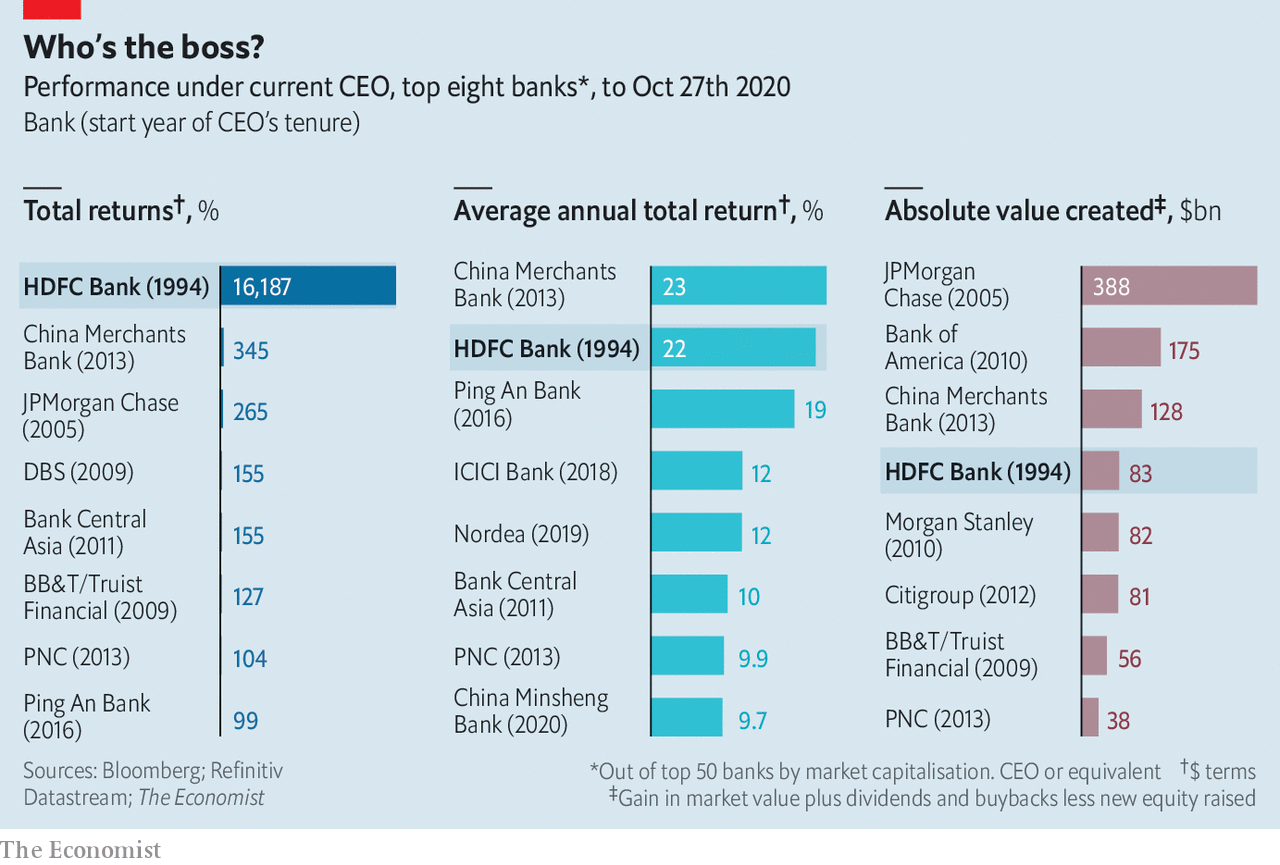 Who's the boss?
Performance under current CEO, top eight banks*, to Oct 27th 2020
Bank (start year of CEO's tenure)
Total returns†, %
HDFC Bank (1994) 16,187
China Merchants
Bank (2013) 345
JPMorgan Chase
(2005) 265
DBS (2009) 155
Bank Central
Asia (2011) 155
BB&T/Truist
Financial (2009) 127
PNC (2013) 104
Ping An Bank
(2016) 99
Average annual total return†, %
China Merchants
Bank (2013) 23
HDFC Bank (1994) 22
Ping An Bank
(2016) 19
ICICI Bank (2018) 12
Nordea (2019) 12
Bank Central
Asia (2011) 10
PNC (2013) 9.9
China Minsheng
Bank (2020) 9.7
Absolute value created‡, $bn
JPMorgan
Chase (2005) 388
Bank of
America (2010) 175
China Merchants
Bank (2013) 128
HDFC Bank (1994) 83
Morgan Stanley
(2010) 82
Citigroup (2012) 81
BB&T/Truist
Financial (2009) 56
PNC (2013) 38
Sources: Bloomberg; Refinitiv
Datastream; The Economist
*Out of top 50 banks by market capitalisation. CEO or equivalent †$ terms
‡Gain in market value plus dividends and buybacks less new equity raised
The Economist